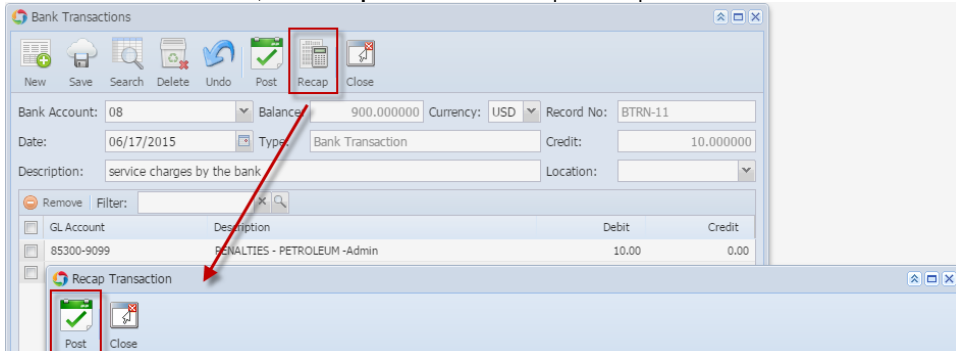 Bank Transactions
New Save Search Delete Undo Post Recap Close
Bank Account: 08 Balance: 900.000000 Currency: USD Record No: BTRN-11
Date: 06/17/2015 Type: Bank Transaction Credit: 10.000000
Description: service charges by the bank Location:
Remove Filter:
GL Account Description Debit Credit
85300-9099 PENALTIES - PETROLEUM -Admin 10.00 0.00
Recap Transaction
Post Close